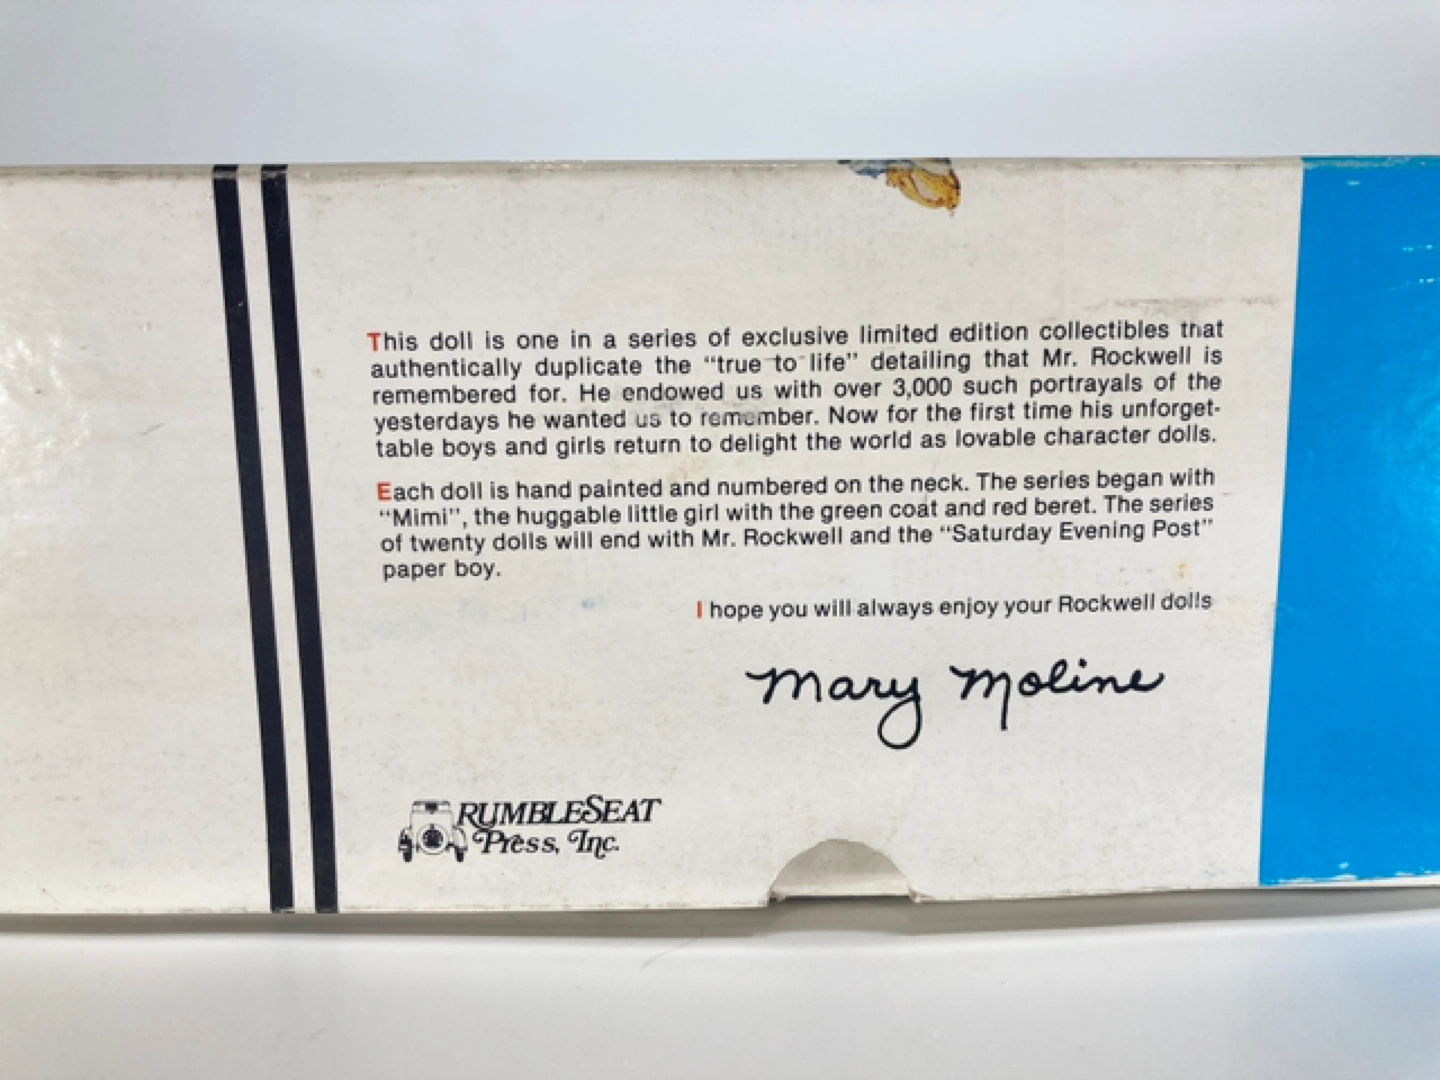 This doll is one in a series of exclusive limited edition collectibles that
authentically duplicate the “true to life” detailing that Mr. Rockwell is
remembered for. He endowed us with over 3,000 such portrayals of the
yesterdays he wanted us to remember. Now for the first time his unforget-
table boys and girls return to delight the world as lovable character dolls.
Each doll is hand painted and numbered on the neck. The series began with
“Mimi”, the huggable little girl with the green coat and red beret. The series
of twenty dolls will end with Mr. Rockwell and the “Saturday Evening Post”
paper boy.
I hope you will always enjoy your Rockwell dolls
Mary Moline
RUMBLESEAT
Press, Inc.